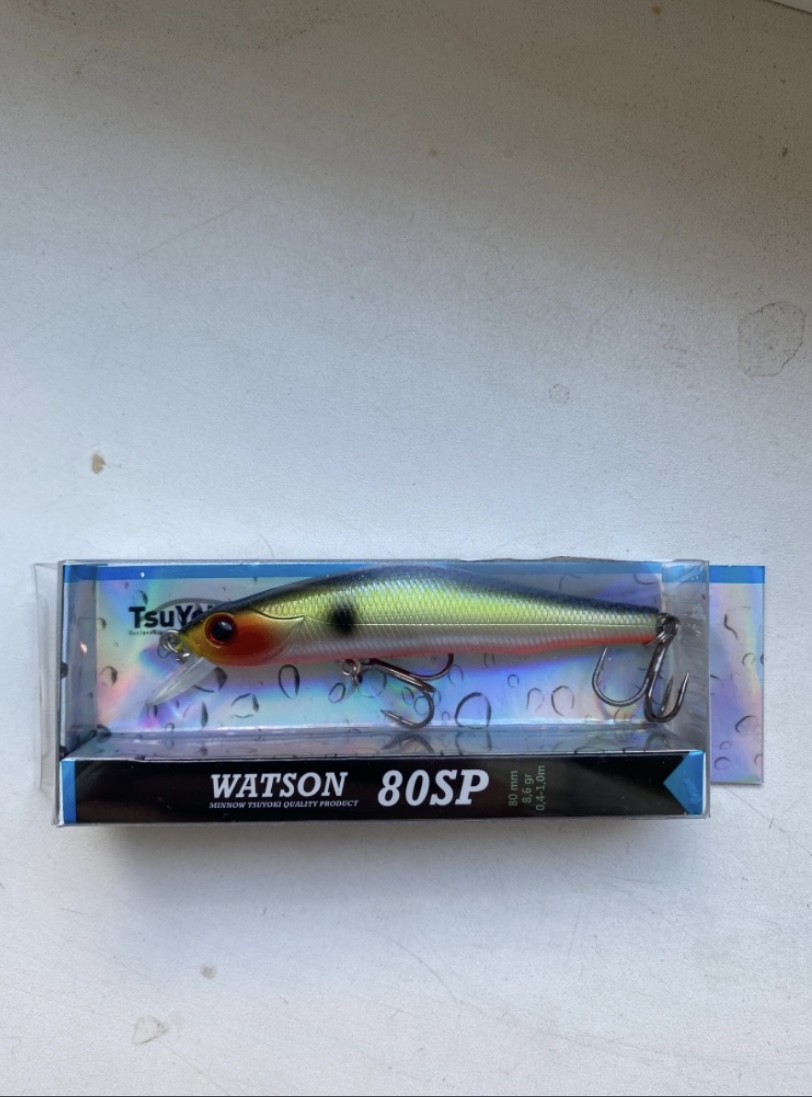 WATSON
MINNOW TSUYOKI QUALITY PRODUCT
80SP
80 mm
8,6 gr
0,4-1,0m